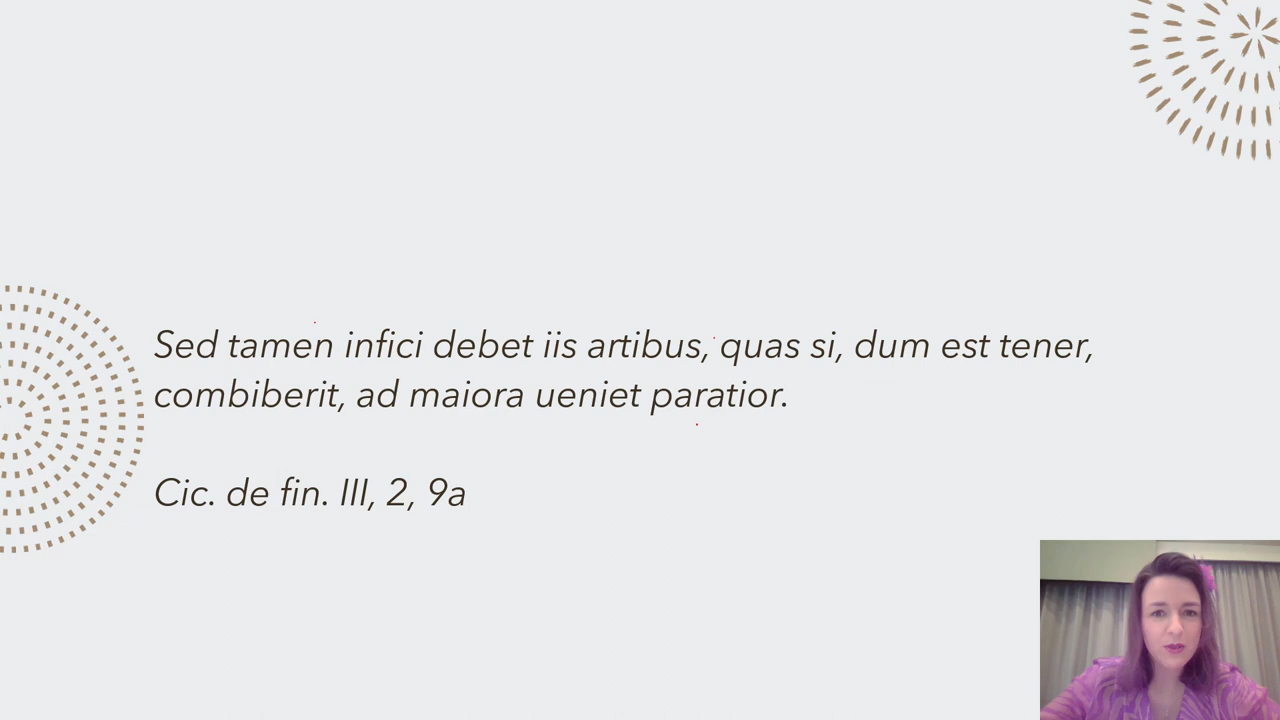 Sed tamen infici debet iis artibus, quas si, dum est tener,
combiberit, ad maiora ueniet paratior.
Cic. de fin. III, 2, 9a